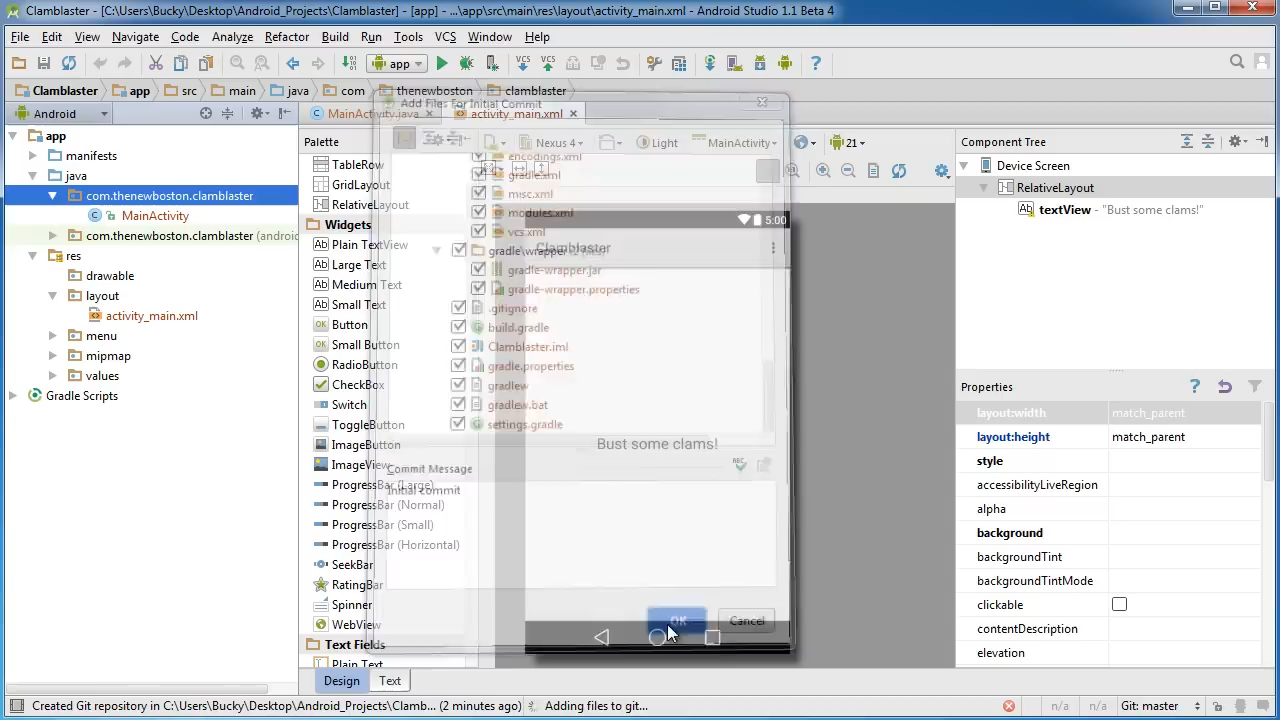 Clamblaster - [C:\Users\Bucky\Desktop\Android_Projects\Clamblaster] - [app] - ...\app\src\main\res\layout\activity_main.xml - Android Studio 1.1 Beta 4
File Edit View Navigate Code Analyze Refactor Build Run Tools VCS Window Help
app
VCS VCS
Clamblaster app src main java com thenewboston clamblaster
Android
MainActivity.java activity_main.xml
app
manifests
java
com.thenewboston.clamblaster
MainActivity
com.thenewboston.clamblaster (android
res
drawable
layout
activity_main.xml
menu
mipmap
values
Gradle Scripts
Palette
TableRow
GridLayout
RelativeLayout
Widgets
Plain TextView
Large Text
Medium Text
Small Text
Button
Small Button
RadioButton
CheckBox
Switch
ToggleButton
ImageButton
ImageView
ProgressBar (Large)
ProgressBar (Normal)
ProgressBar (Small)
ProgressBar (Horizontal)
SeekBar
RatingBar
Spinner
WebView
Text Fields
Plain Text
Design Text
Add Files For Initial Commit
Nexus 4 Light MainActivity 21
encodings.xml
gradle.xml
misc.xml
modules.xml
vcs.xml
gradle\wrapper (2 files)
gradle-wrapper.jar
gradle-wrapper.properties
.gitignore
build.gradle
Clamblaster.iml
gradle.properties
gradlew
gradlew.bat
settings.gradle
Commit Message
Initial commit
OK Cancel
5:00
Clamblaster
Bust some clams!
Component Tree
Device Screen
RelativeLayout
textView - "Bust some clams!"
Properties
layout:width match_parent
layout:height match_parent
style
accessibilityLiveRegion
alpha
background
backgroundTint
backgroundTintMode
clickable
contentDescription
elevation
Created Git repository in C:\Users\Bucky\Desktop\Android_Projects\Clamb... (2 minutes ago) Adding files to git... n/a n/a Git: master